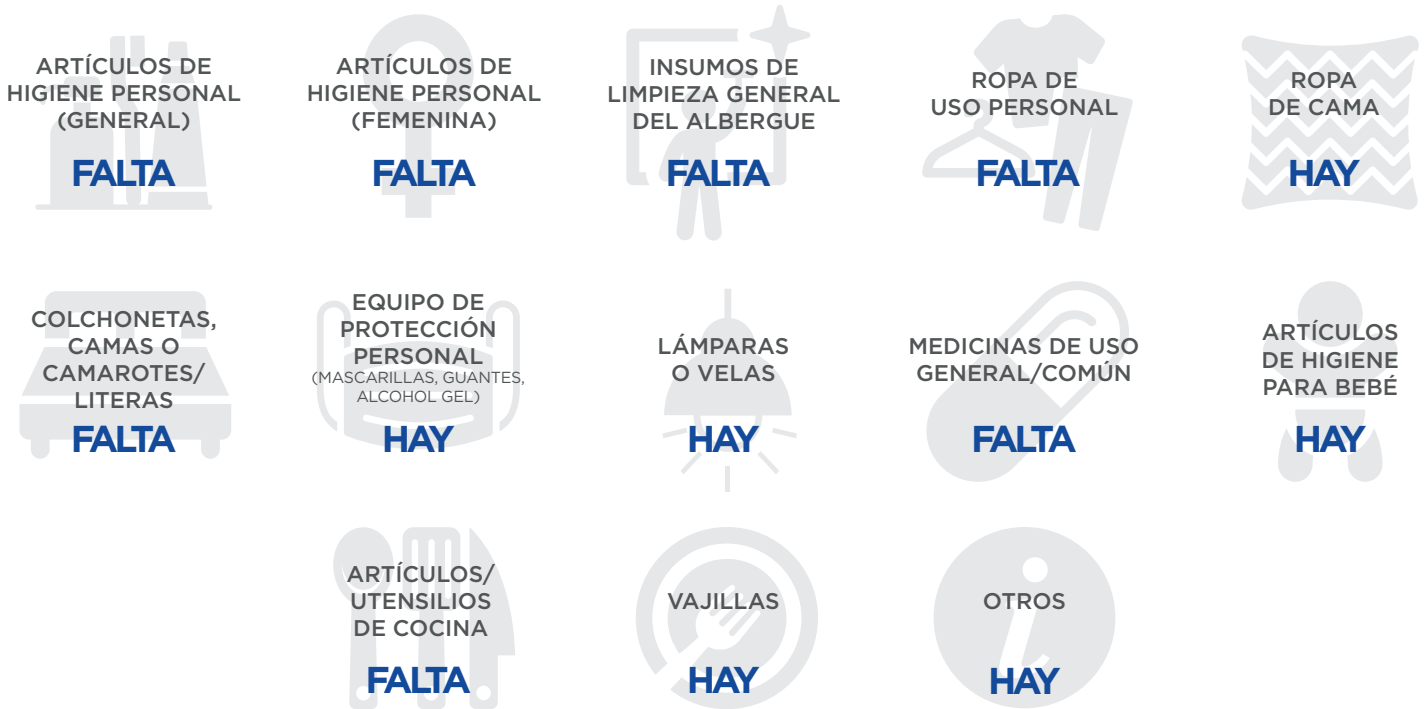 ARTÍCULOS DE
HIGIENE PERSONAL
(GENERAL)
FALTA
ARTÍCULOS DE
HIGIENE PERSONAL
(FEMENINA)
FALTA
INSUMOS DE
LIMPIEZA GENERAL
DEL ALBERGUE
FALTA
ROPA DE
USO PERSONAL
FALTA
ROPA
DE CAMA
HAY
COLCHONETAS,
CAMAS O
CAMAROTES/
LITERAS
FALTA
EQUIPO DE
PROTECCIÓN
PERSONAL
(MASCARILLAS, GUANTES,
ALCOHOL GEL)
HAY
LÁMPARAS
O VELAS
HAY
MEDICINAS DE USO
GENERAL/COMÚN
FALTA
ARTÍCULOS
DE HIGIENE
PARA BEBÉ
HAY
ARTÍCULOS/
UTENSILIOS
DE COCINA
FALTA
VAJILLAS
HAY
OTROS
HAY